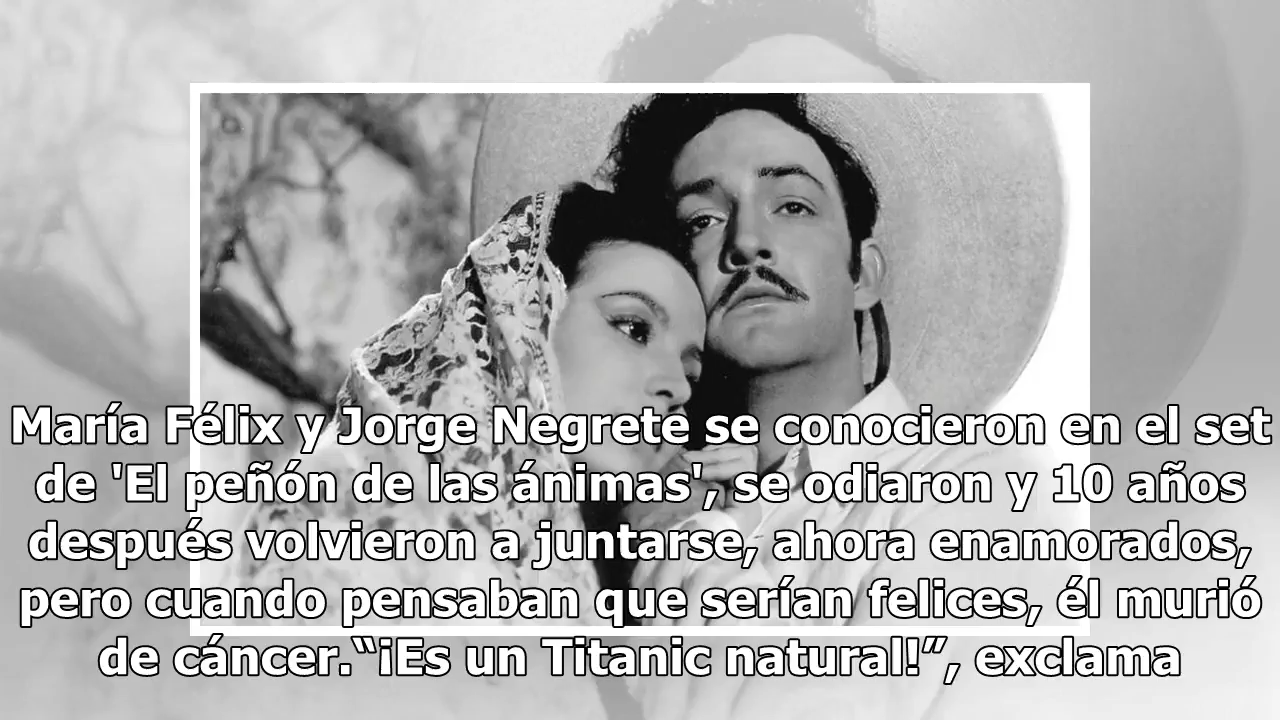 María Félix y Jorge Negrete se conocieron en el set
de 'El peñón de las ánimas', se odiaron y 10 años
después volvieron a juntarse, ahora enamorados,
pero cuando pensaban que serían felices, él murió
de cáncer.“¡Es un Titanic natural!”, exclama